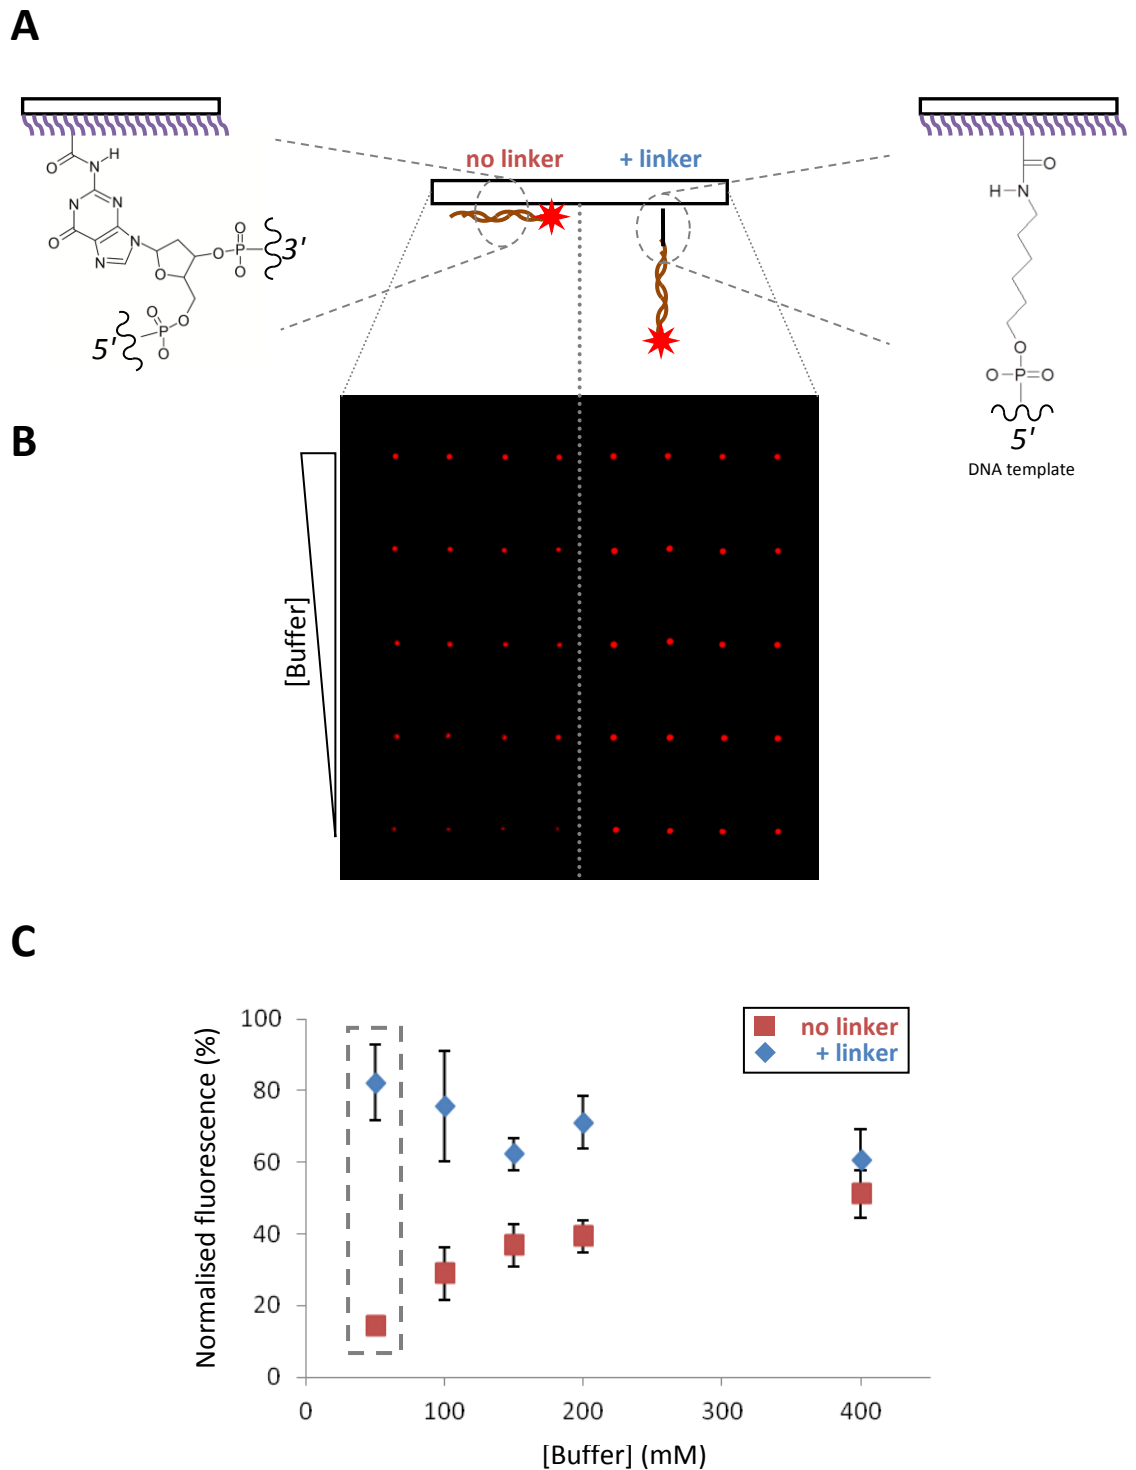 A
no linker
+ linker
O
N
H
N
N
O
N
N
O
O
O
P
O
3'
O
O
P
O
5'
O
H
N
O
O
P
O
5'
DNA template
B
[Buffer]
C
Normalised fluorescence (%)
100
80
60
40
20
0
no linker
+ linker
0
100
200
300
400
[Buffer] (mM)